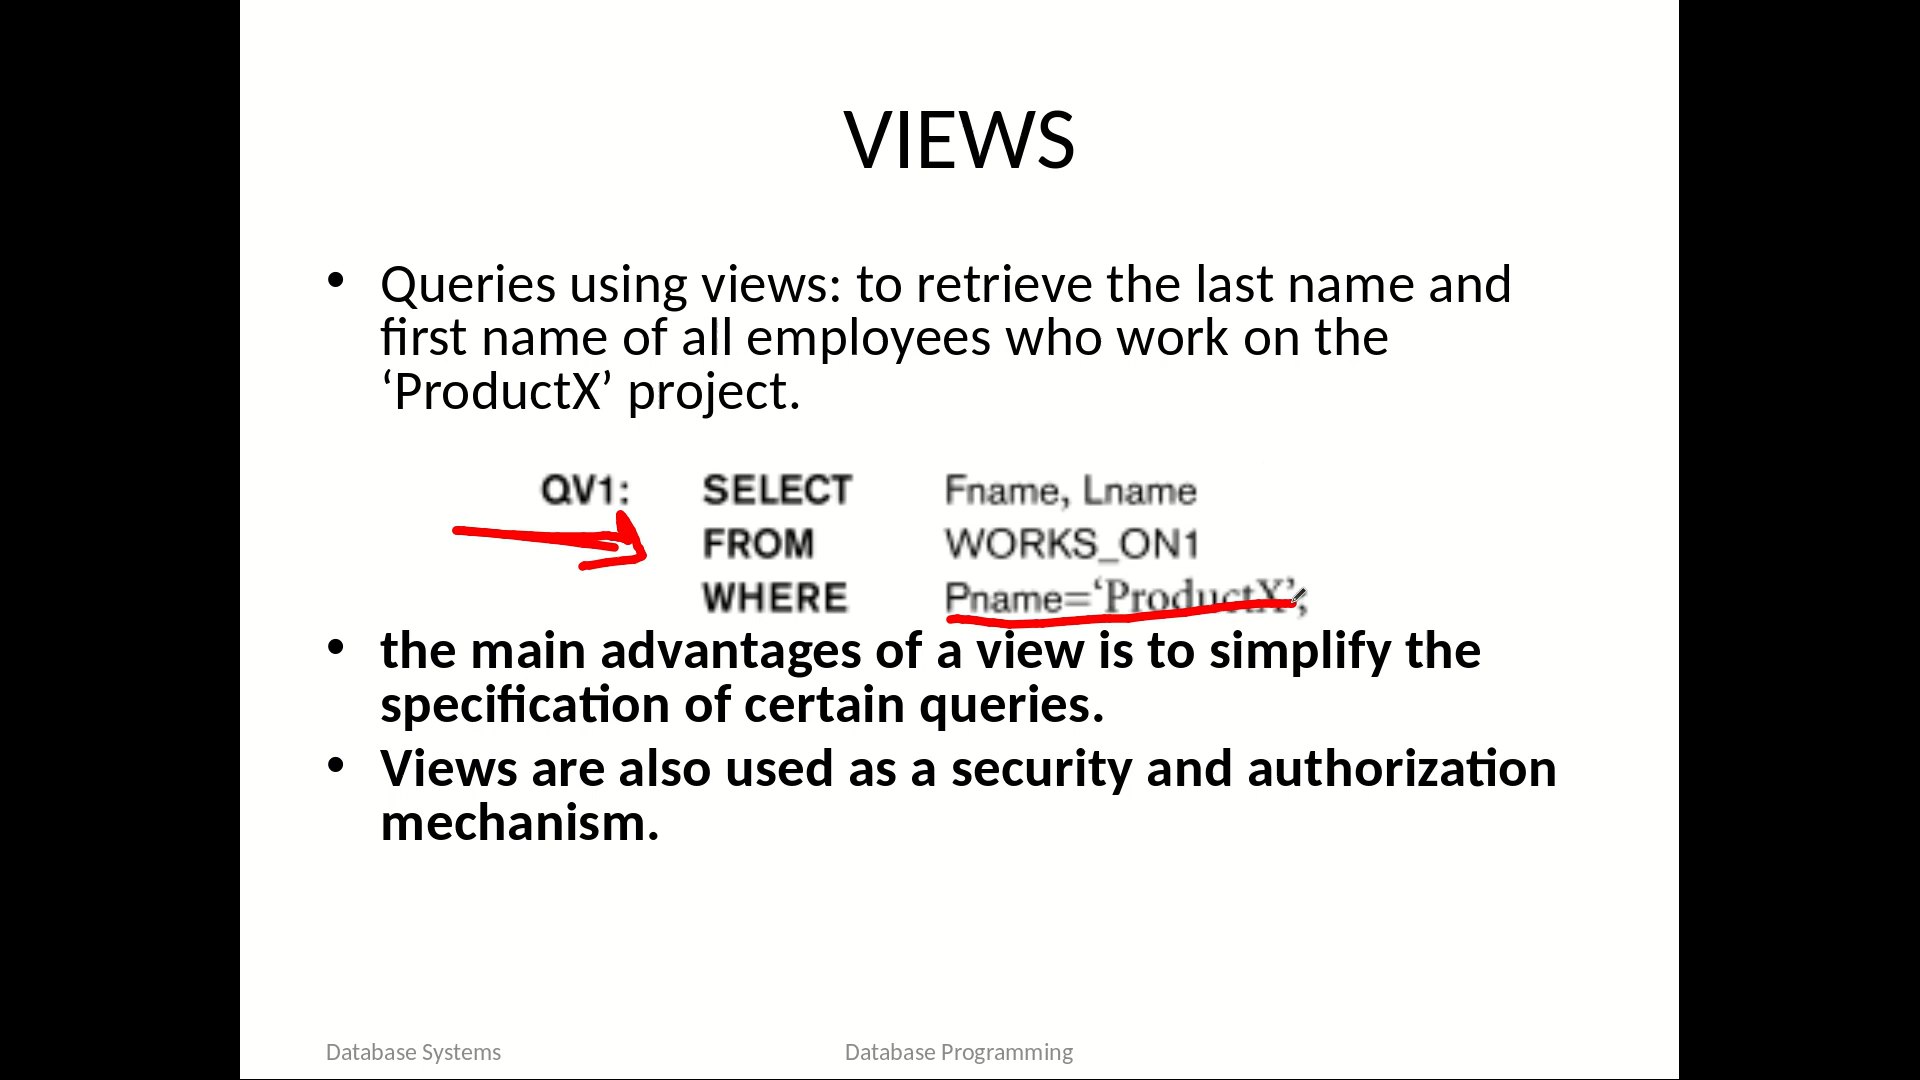 VIEWS
• Queries using views: to retrieve the last name and
first name of all employees who work on the
‘ProductX’ project.
QV1: SELECT Fname, Lname
FROM WORKS_ON1
WHERE Pname=‘ProductX’;
• the main advantages of a view is to simplify the
specification of certain queries.
• Views are also used as a security and authorization
mechanism.
Database Systems Database Programming